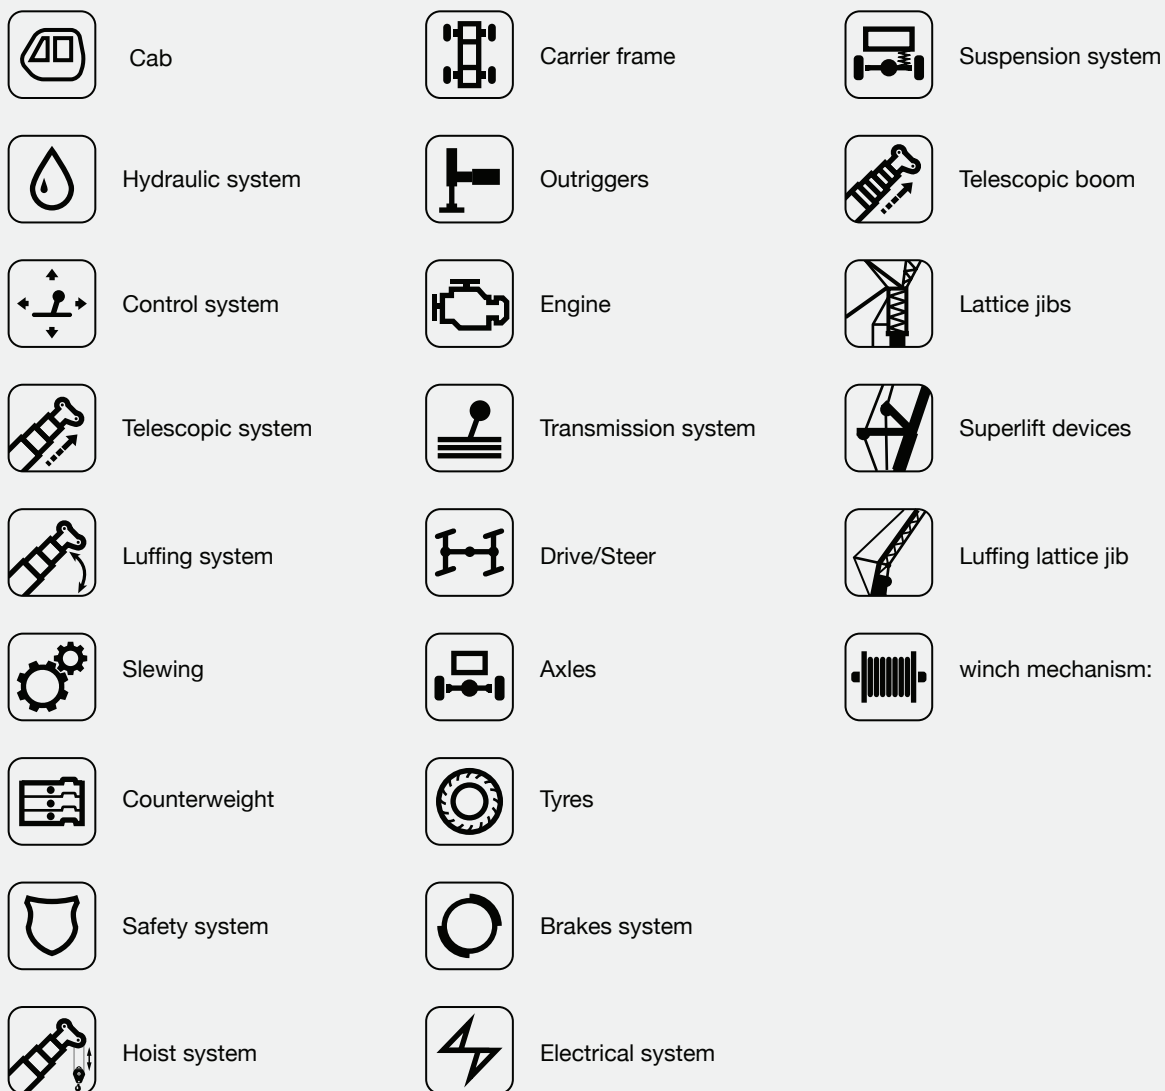 Cab
Hydraulic system
Control system
Telescopic system
Luffing system
Slewing
Counterweight
Safety system
Hoist system
Carrier frame
Outriggers
Engine
Transmission system
Drive/Steer
Axles
Tyres
Brakes system
Electrical system
Suspension system
Telescopic boom
Lattice jibs
Superlift devices
Luffing lattice jib
winch mechanism: